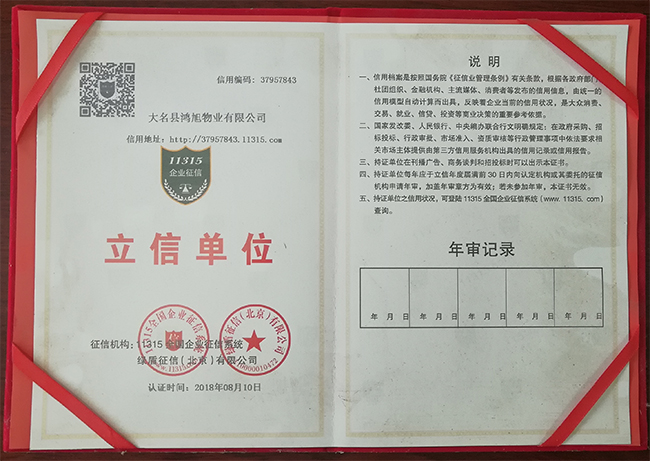 信用编码: 37957843
大名县鸿旭物业有限公司
信用地址: http://37957843.11315.com
11315
企业征信
立信单位
征信机构: 11315 全国企业征信系统
绿盾征信(北京)有限公司
认证时间: 2018年08月10日
说明
一、信用档案是按照国务院《征信业管理条例》有关条款，根据各政府部门、
社团组织、金融机构、主流媒体、消费者等发布的信用信息，由统一的
信用模型自动计算而出具，反映着企业当前的信用状况，是大众消费、
交易、就业、信贷、投资等商业决策的重要参考依据。
二、国家发改委、人民银行、中央编办联合行文明确规定：在政府采购、招
标投标、行政审批、市场准入、资质审核等行政管理事项中依法要求相
关市场主体提供由第三方信用服务机构出具的信用记录或信用报告。
三、持证单位在刊播广告、商务谈判和招投标时可以出示本证书。
四、持证单位每年应于立信年度届满前 30 日内向认定机构或其委托的征信
机构申请年审，加盖年审章方为有效；若未参加年审，本证书无效。
五、持证单位之信用状况，可登陆 11315 全国企业征信系统 (www. 11315. com)
查询。
年审记录
年 月 日 年 月 日 年 月 日 年 月 日 年 月 日